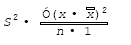 S² • Ó(x • x̿)² / n • 1